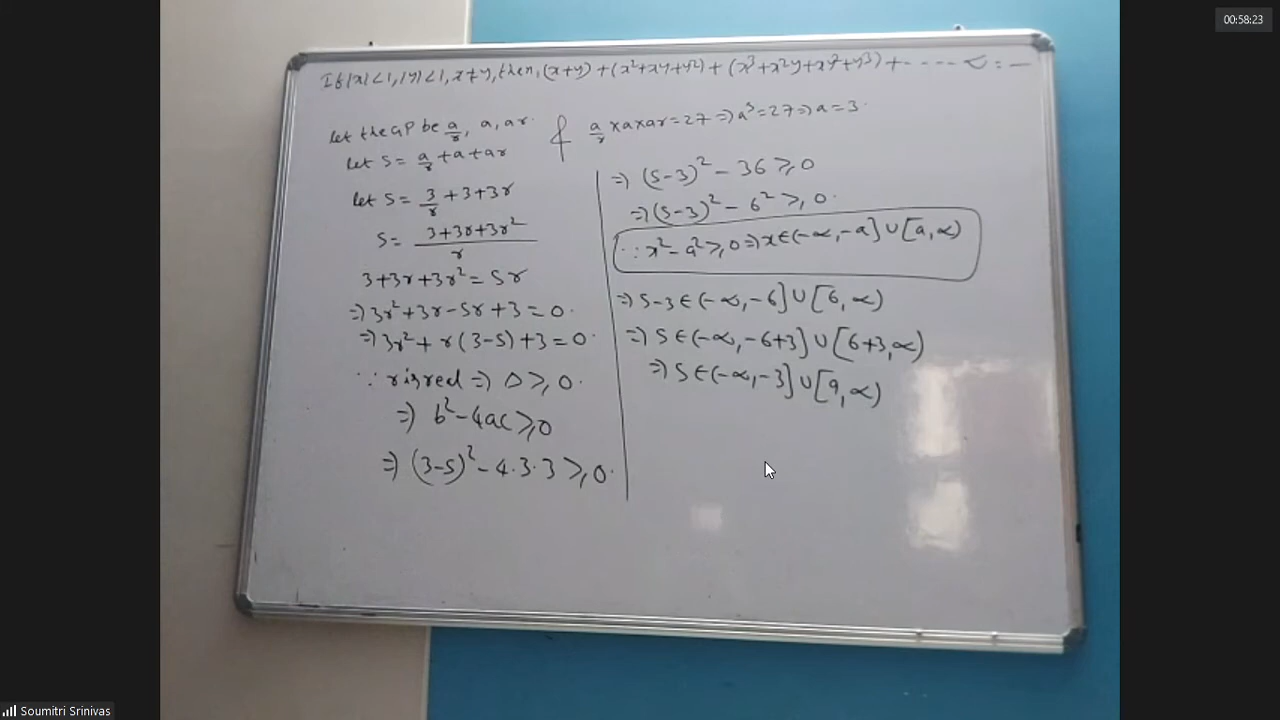 00:58:23
If |x|<1, |y|<1, x≠y, then, (x+y) + (x²+xy+y²) + (x³+x²y+xy²+y³) + ----- ∝ : —
let the GP be a/r, a, ar. & a/r × a × ar = 27 ⇒ a³ = 27 ⇒ a = 3.
let S = a/r + a + ar
let S = 3/r + 3 + 3r
S = (3+3r+3r²)/r
3+3r+3r² = Sr
⇒ 3r²+3r-Sr+3 = 0.
⇒ 3r² + r(3-S) + 3 = 0.
∵ r is real ⇒ D ≥ 0.
⇒ b²-4ac ≥ 0
⇒ (3-S)² - 4·3·3 ≥ 0.
⇒ (S-3)² - 36 ≥ 0
⇒ (S-3)² - 6² ≥ 0.
∵ x²-a² ≥ 0 ⇒ x∈(-∝,-a] ∪ [a,∝)
⇒ S-3 ∈ (-∝,-6] ∪ [6,∝)
⇒ S∈(-∝,-6+3] ∪ [6+3,∝)
⇒ S∈(-∝,-3] ∪ [9,∝)
Soumitri Srinivas